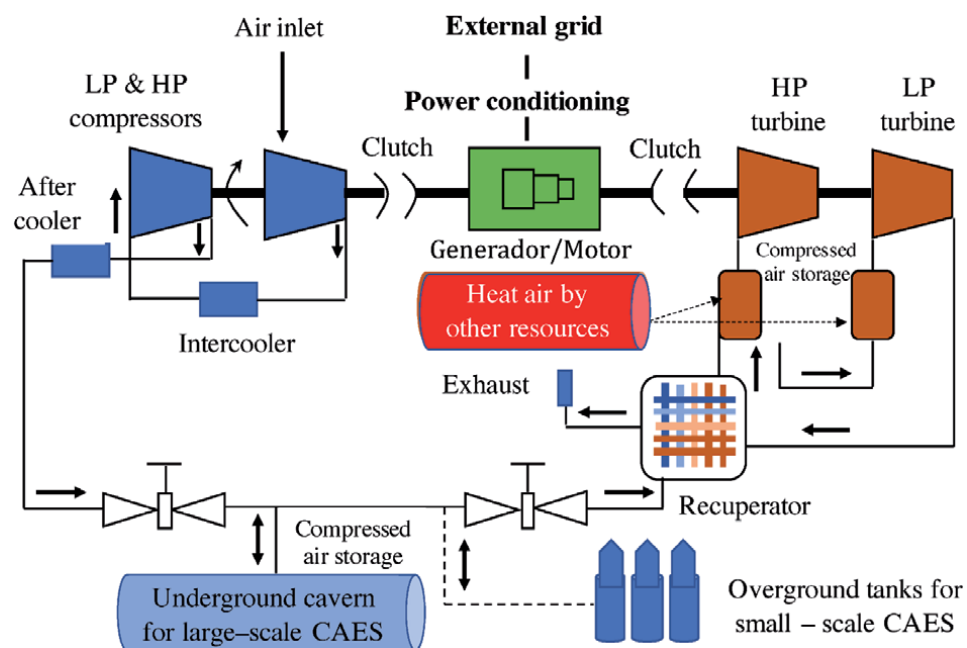 Air inlet
External grid
LP & HP
compressors
Power conditioning
HP
turbine
LP
turbine
Clutch
Clutch
After
cooler
Generador/Motor
Compressed
air storage
Heat air by
other resources
Intercooler
Exhaust
Recuperator
Compressed
air storage
Underground cavern
for large–scale CAES
Overground tanks for
small – scale CAES